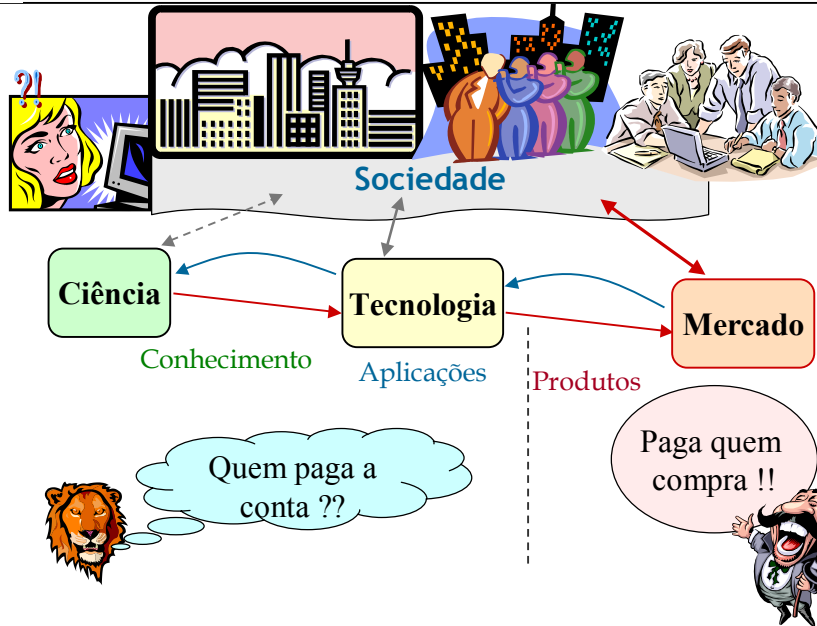 ?!
Sociedade
Ciência
Tecnologia
Mercado
Conhecimento
Aplicações
Produtos
Quem paga a
conta ??
Paga quem
compra !!